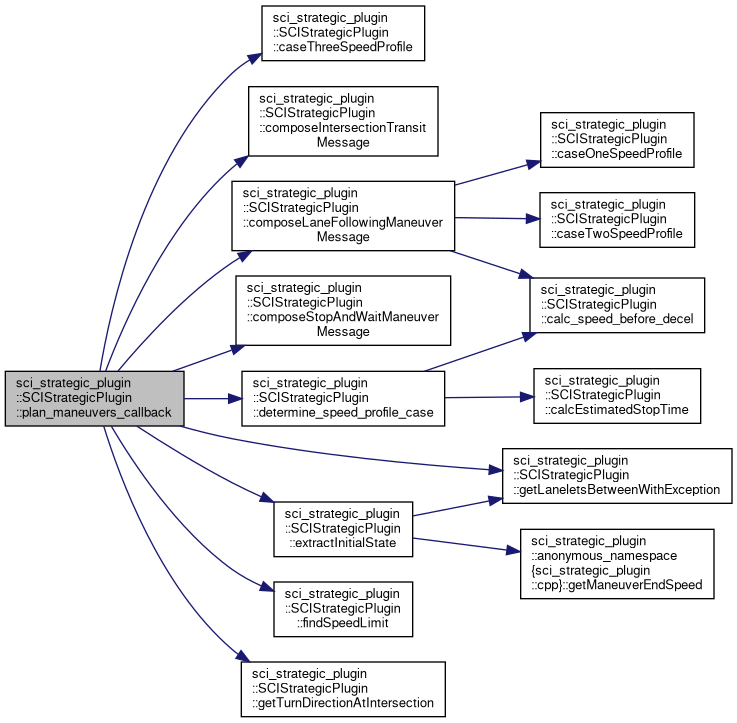 sci_strategic_plugin
::SCIStrategicPlugin
::plan_maneuvers_callback
sci_strategic_plugin
::SCIStrategicPlugin
::caseThreeSpeedProfile
sci_strategic_plugin
::SCIStrategicPlugin
::composeIntersectionTransit
Message
sci_strategic_plugin
::SCIStrategicPlugin
::composeLaneFollowingManeuver
Message
sci_strategic_plugin
::SCIStrategicPlugin
::composeStopAndWaitManeuver
Message
sci_strategic_plugin
::SCIStrategicPlugin
::determine_speed_profile_case
sci_strategic_plugin
::SCIStrategicPlugin
::extractInitialState
sci_strategic_plugin
::SCIStrategicPlugin
::findSpeedLimit
sci_strategic_plugin
::SCIStrategicPlugin
::getTurnDirectionAtIntersection
sci_strategic_plugin
::SCIStrategicPlugin
::caseOneSpeedProfile
sci_strategic_plugin
::SCIStrategicPlugin
::caseTwoSpeedProfile
sci_strategic_plugin
::SCIStrategicPlugin
::calc_speed_before_decel
sci_strategic_plugin
::SCIStrategicPlugin
::calcEstimatedStopTime
sci_strategic_plugin
::SCIStrategicPlugin
::getLaneletsBetweenWithException
sci_strategic_plugin
::anonymous_namespace
{sci_strategic_plugin
::cpp}::getManeuverEndSpeed